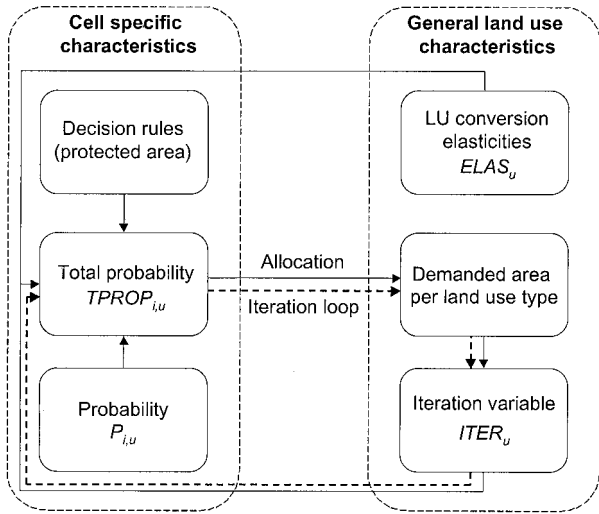 Cell specific
characteristics
General land use
characteristics
Decision rules
(protected area)
LU conversion
elasticities
ELASu
Total probability
TPROPi,u
Allocation
Iteration loop
Demanded area
per land use type
Probability
Pi,u
Iteration variable
ITERu